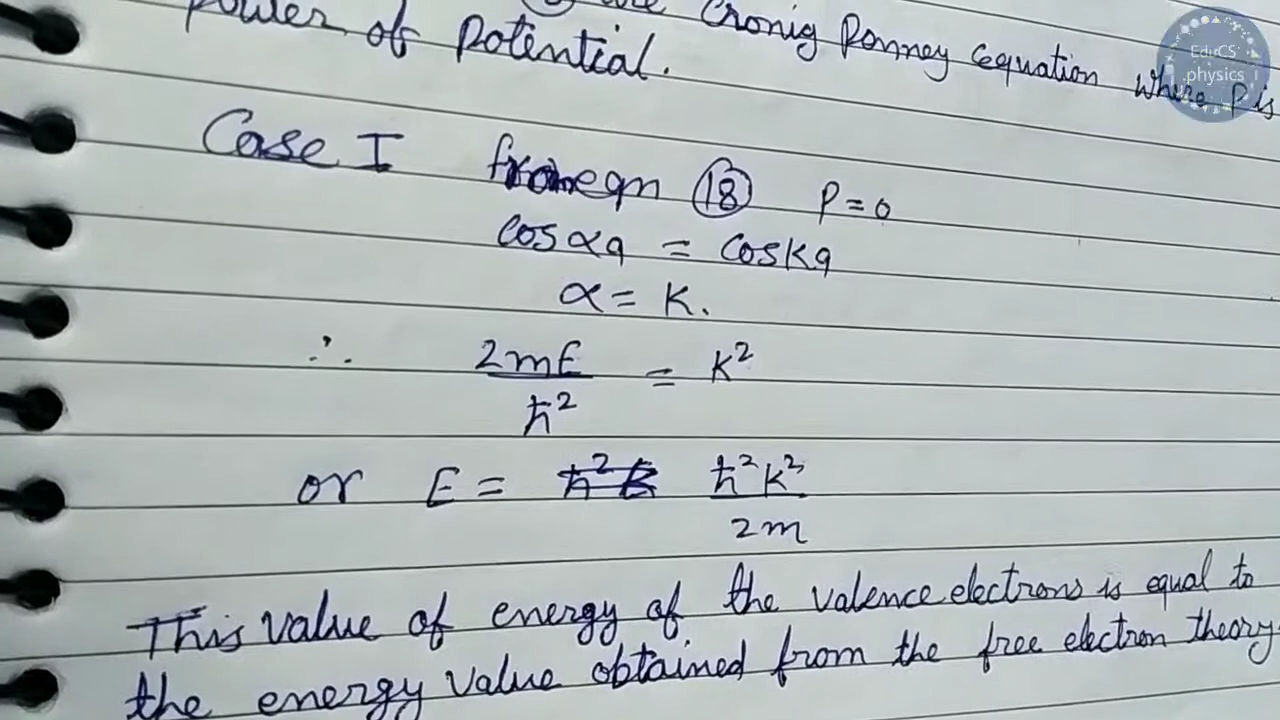 are Cronig Penney equation where P is
Power of Potential.
EduCS
physics
Case I from eqn (18) P = 0
cos αa = cos Ka
α = K.
∴ 2mE / ħ² = K²
or E = ħ²K² / 2m
This value of energy of the valence electrons is equal to
the energy value obtained from the free electron theory.